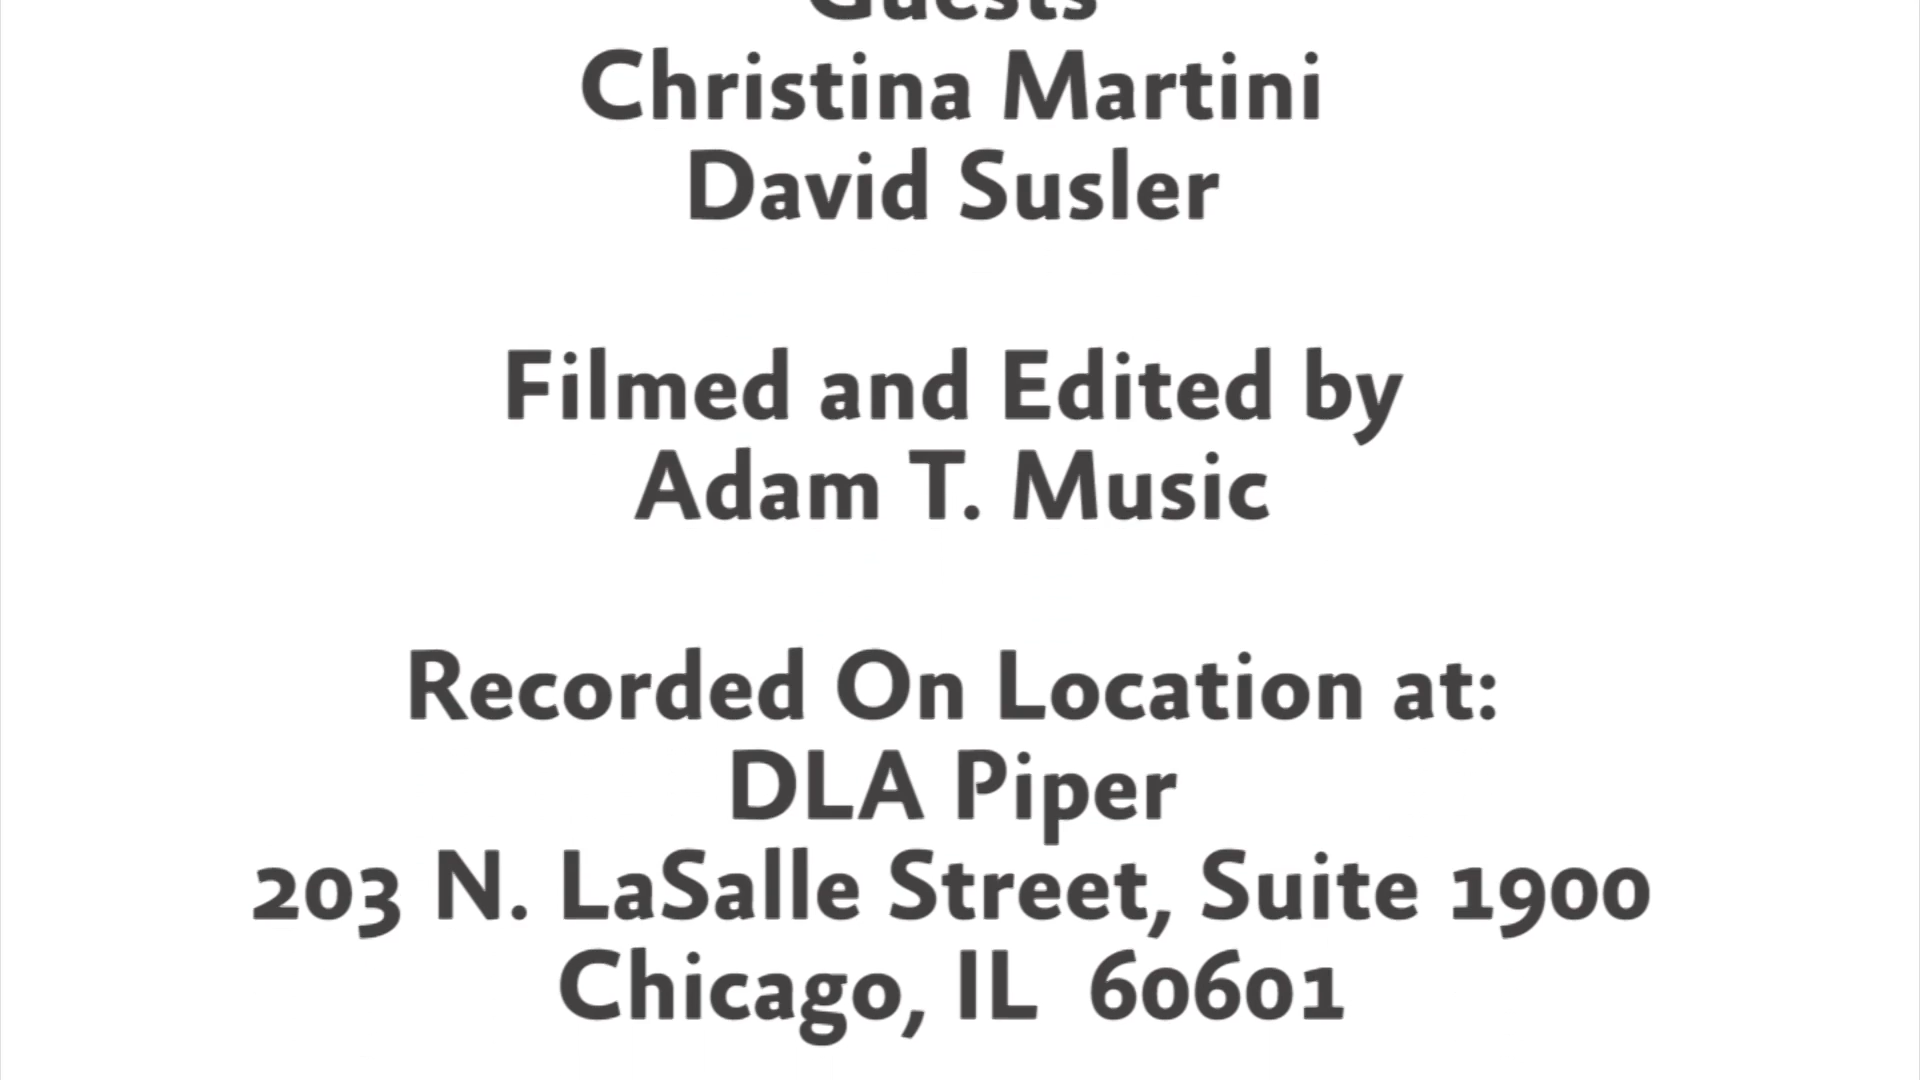 Guests
Christina Martini
David Susler
Filmed and Edited by
Adam T. Music
Recorded On Location at:
DLA Piper
203 N. LaSalle Street, Suite 1900
Chicago, IL  60601